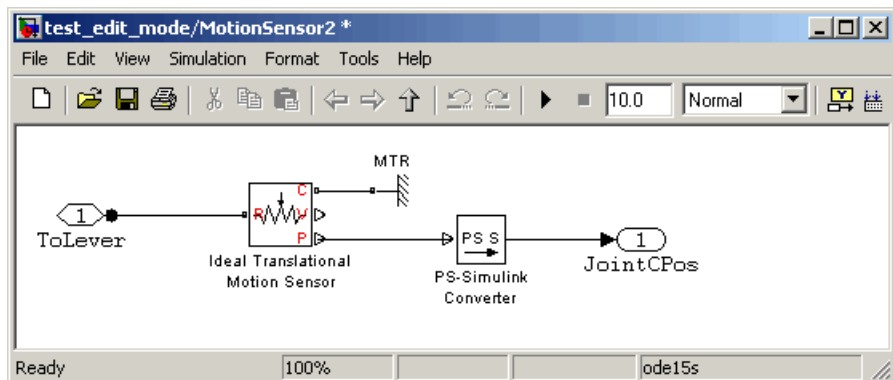 test_edit_mode/MotionSensor2 *
File Edit View Simulation Format Tools Help
10.0 Normal
MTR
C
1 R V
ToLever P PS S 1
Ideal Translational JointCPos
Motion Sensor PS-Simulink
Converter
Ready 100% ode15s